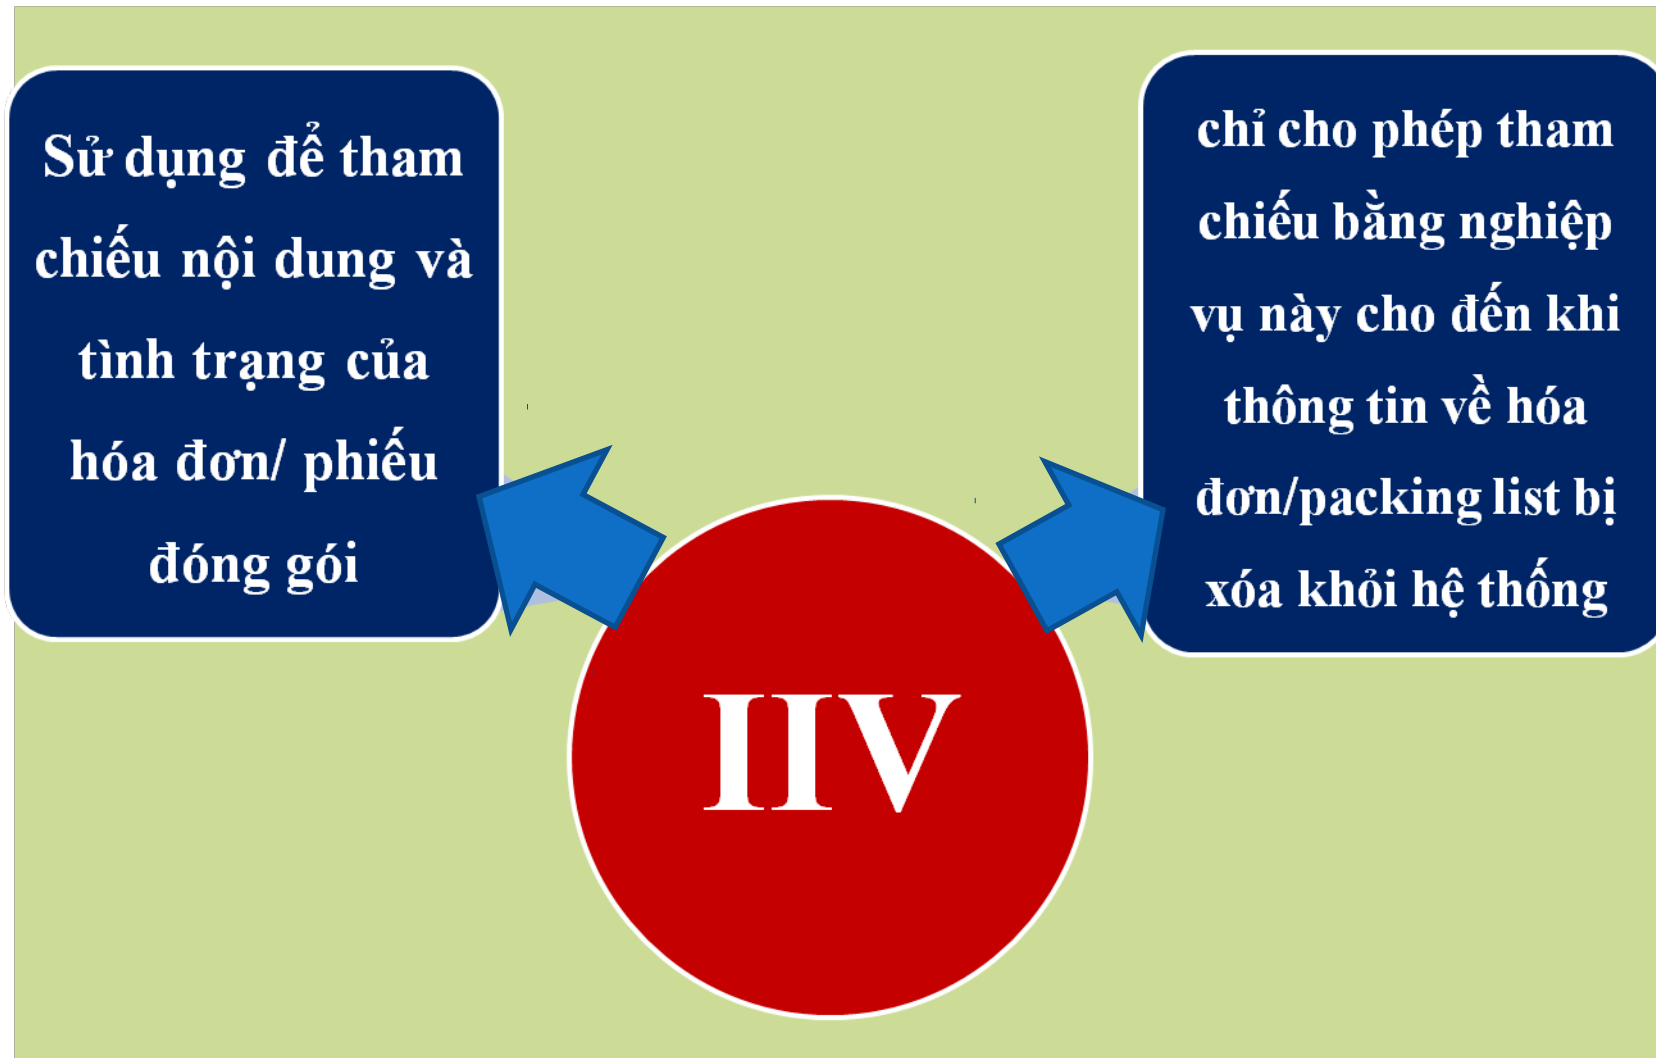 Sử dụng để tham
chiếu nội dung và
tình trạng của
hóa đơn/ phiếu
đóng gói
chỉ cho phép tham
chiếu bằng nghiệp
vụ này cho đến khi
thông tin về hóa
đơn/packing list bị
xóa khỏi hệ thống
IIV